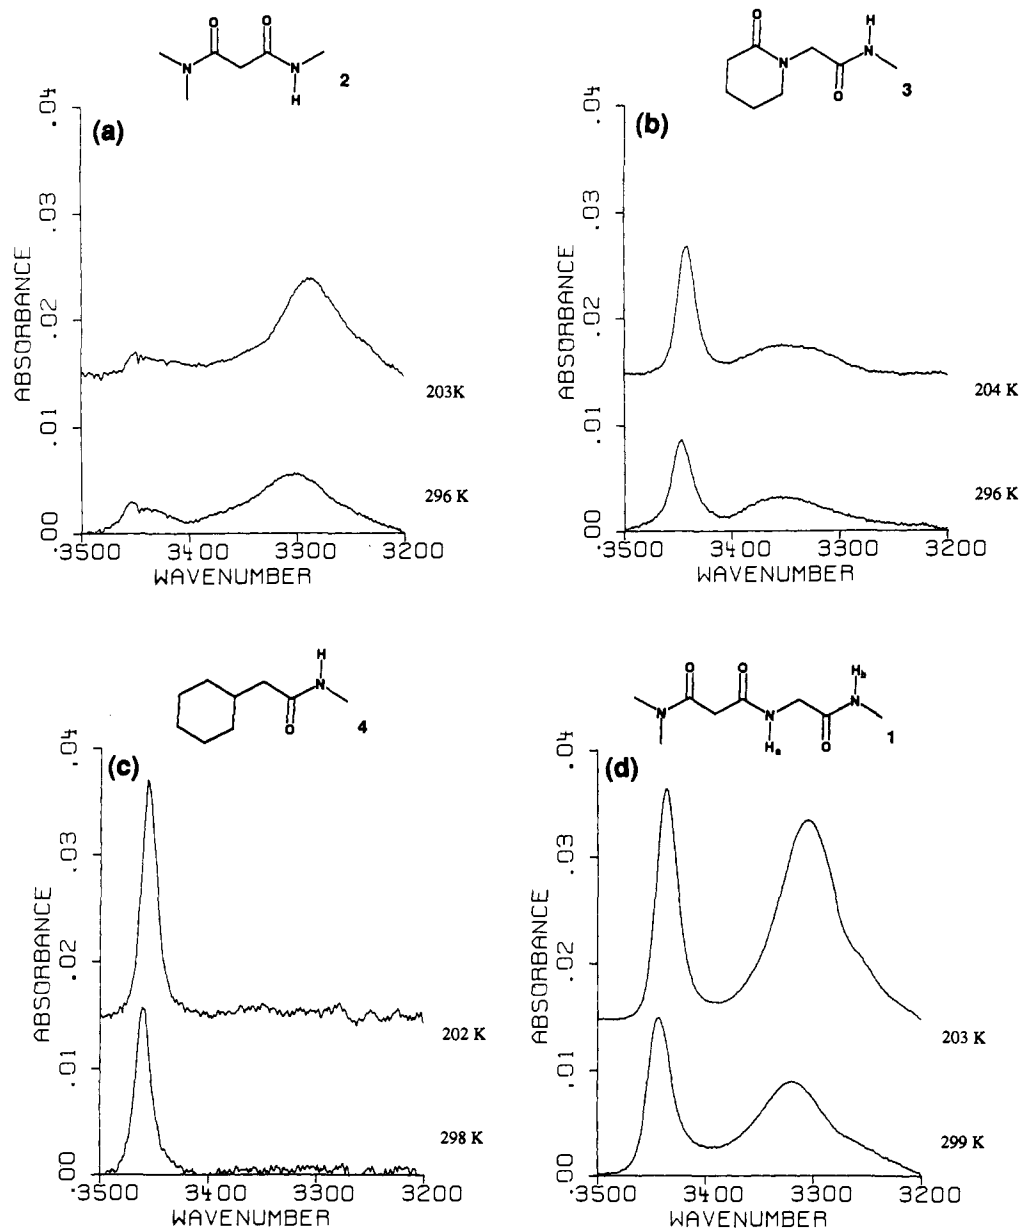 O O
N N
H
2
(a)
.04
.03
.02
.01
.00
ABSORBANCE
203K
296 K
3500 3400 3300 3200
WAVENUMBER
O H
N N
O
3
(b)
.04
.03
.02
.01
.00
ABSORBANCE
204 K
296 K
3500 3400 3300 3200
WAVENUMBER
H
N
O
4
(c)
.04
.03
.02
.01
.00
ABSORBANCE
202 K
298 K
3500 3400 3300 3200
WAVENUMBER
O O Hb
N N N
Ha O
1
(d)
.04
.03
.02
.01
.00
ABSORBANCE
203 K
299 K
3500 3400 3300 3200
WAVENUMBER